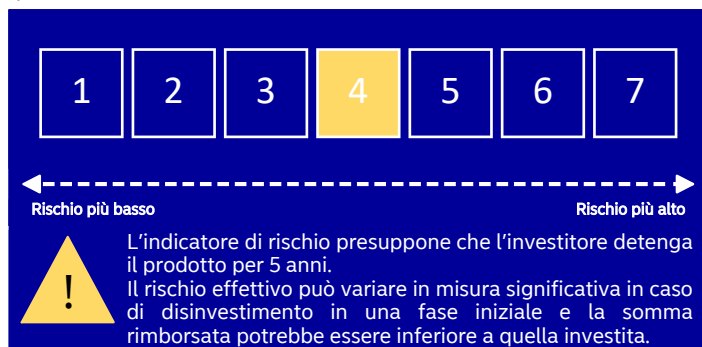 1 2 3 4 5 6 7
Rischio più basso Rischio più alto
L'indicatore di rischio presuppone che l'investitore detenga
il prodotto per 5 anni.
!
Il rischio effettivo può variare in misura significativa in caso
di disinvestimento in una fase iniziale e la somma
rimborsata potrebbe essere inferiore a quella investita.